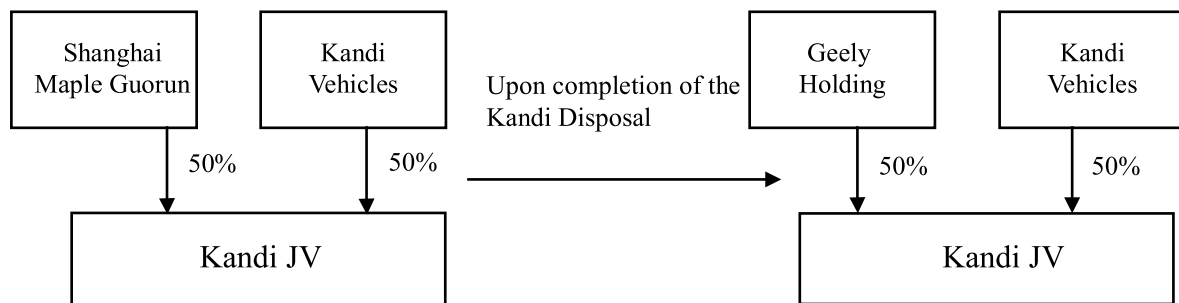 Shanghai
Maple Guorun
Kandi
Vehicles
50%
50%
Kandi JV
Upon completion of the
Kandi Disposal
Geely
Holding
Kandi
Vehicles
50%
50%
Kandi JV